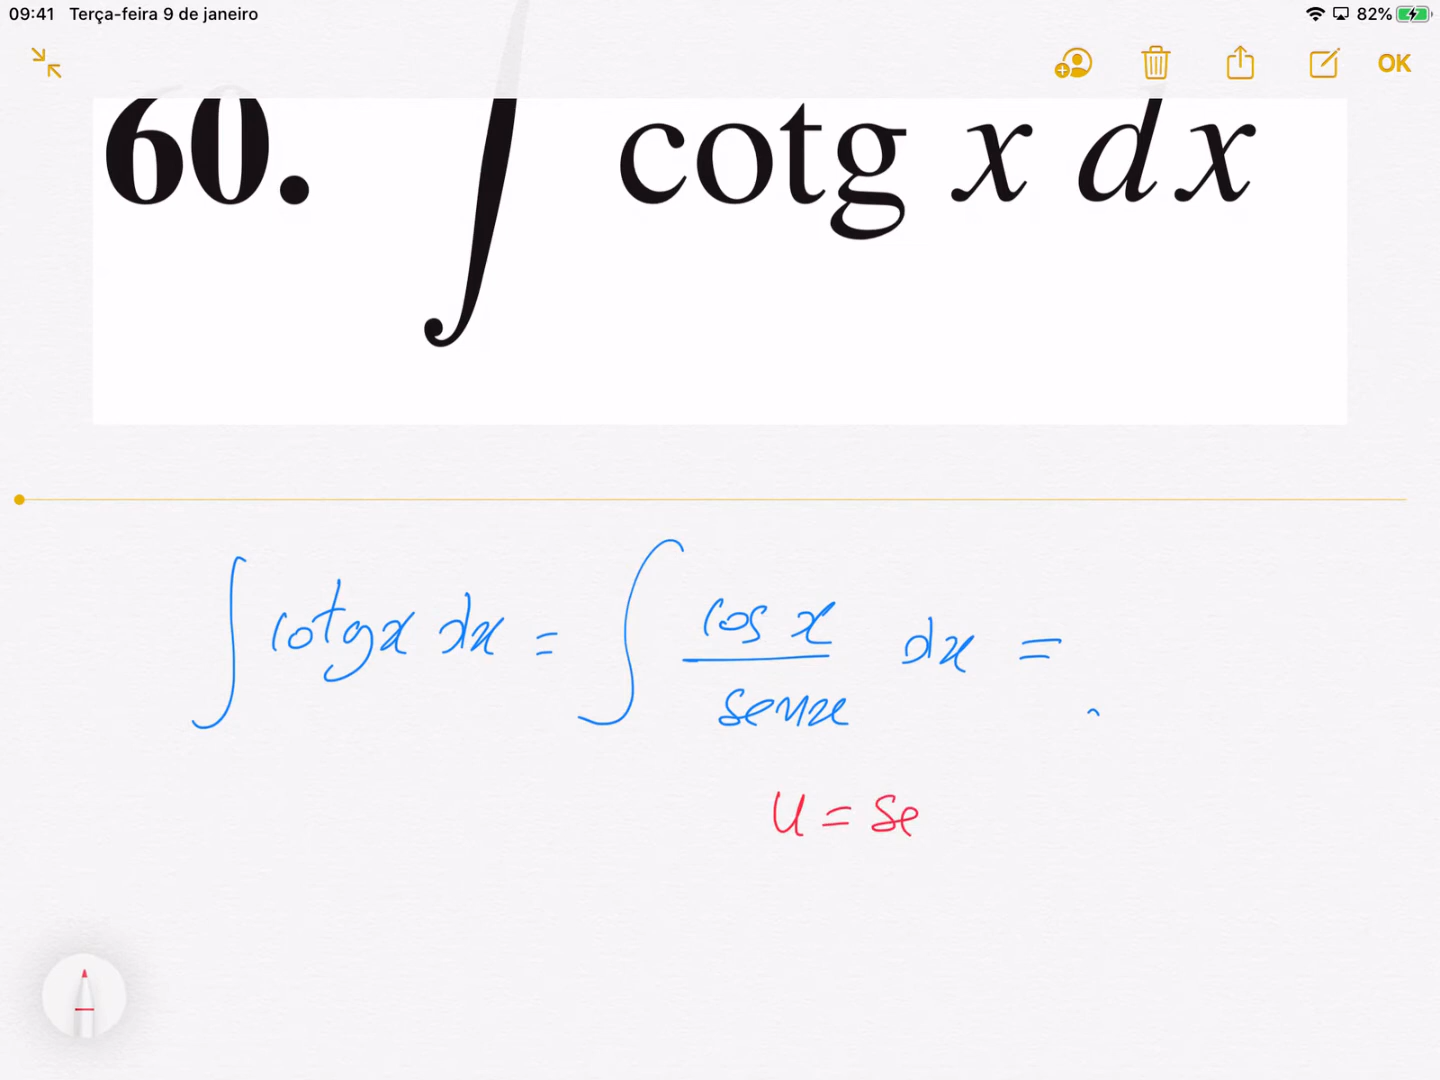 09:41 Terça-feira 9 de janeiro 82%
OK
60. ∫ cotg x dx
∫ cotgx dx = ∫ cos x / senx dx =
u = se